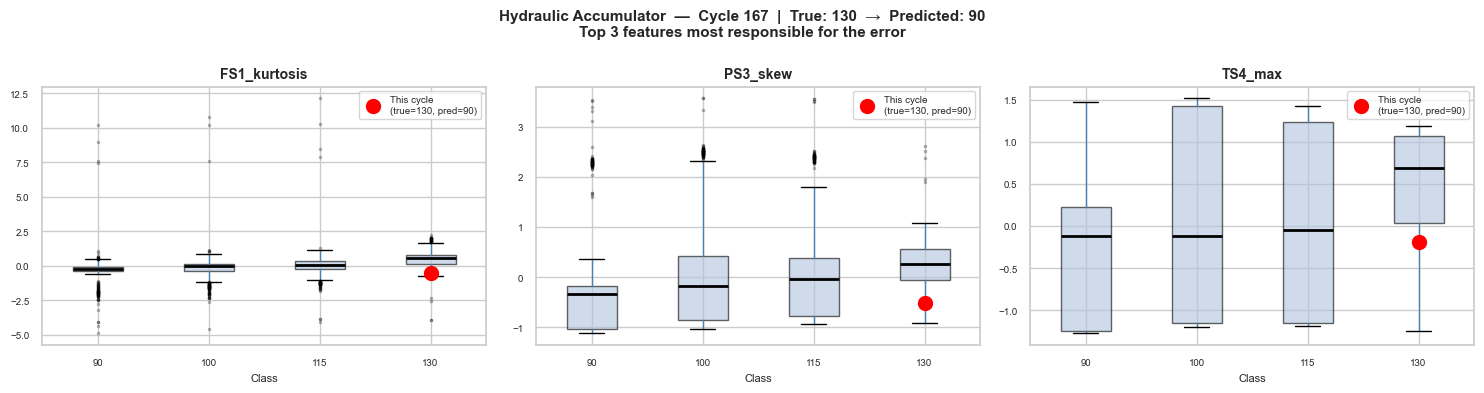 Hydraulic Accumulator — Cycle 167 | True: 130 → Predicted: 90
Top 3 features most responsible for the error
FS1_kurtosis
12.5
10.0
7.5
5.0
2.5
0.0
−2.5
−5.0
This cycle
(true=130, pred=90)
90
100
115
130
Class
PS3_skew
3
2
1
0
−1
This cycle
(true=130, pred=90)
90
100
115
130
Class
TS4_max
1.5
1.0
0.5
0.0
−0.5
−1.0
This cycle
(true=130, pred=90)
90
100
115
130
Class